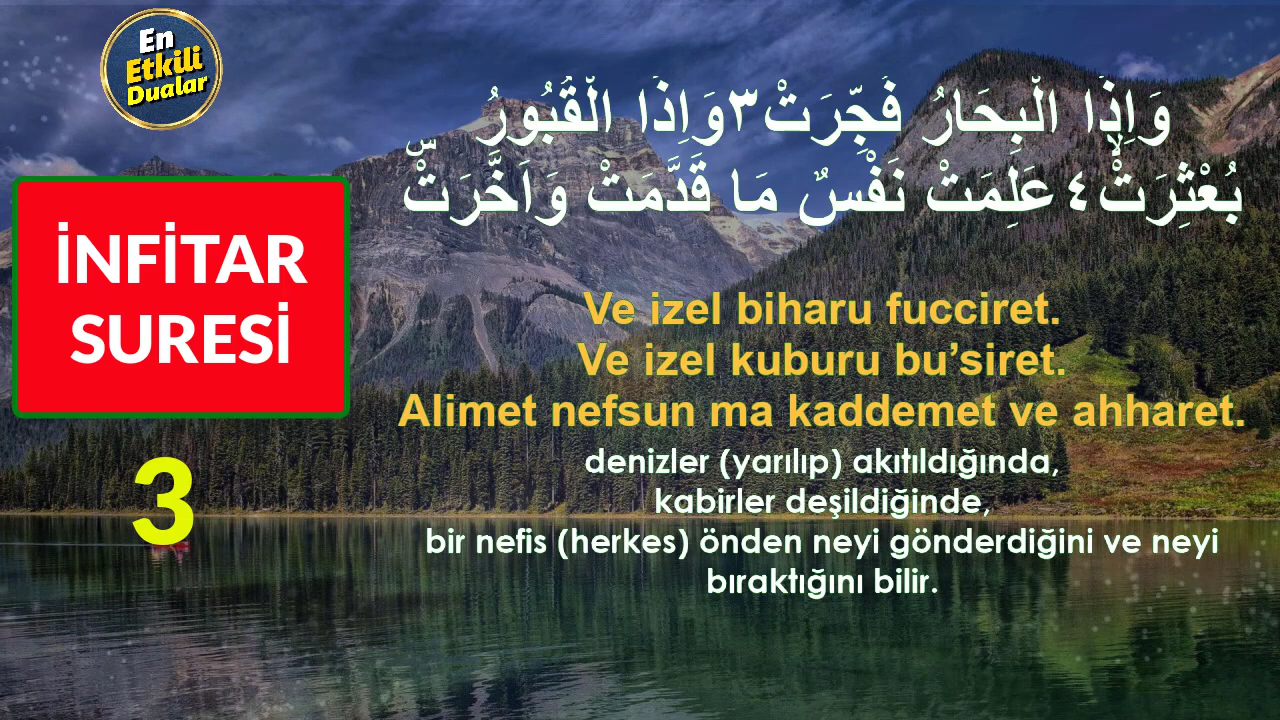 En
Etkili
Dualar
İNFİTAR
SURESİ
3
وَاِذَا الْبِحَارُ فُجِّرَتْ٣وَاِذَا الْقُبُورُ
بُعْثِرَتْۙ٤عَلِمَتْ نَفْسٌ مَا قَدَّمَتْ وَاَخَّرَتْۜ
Ve izel biharu fucciret.
Ve izel kuburu bu’siret.
Alimet nefsun ma kaddemet ve ahharet.
denizler (yarılıp) akıtıldığında,
kabirler deşildiğinde,
bir nefis (herkes) önden neyi gönderdiğini ve neyi
bıraktığını bilir.